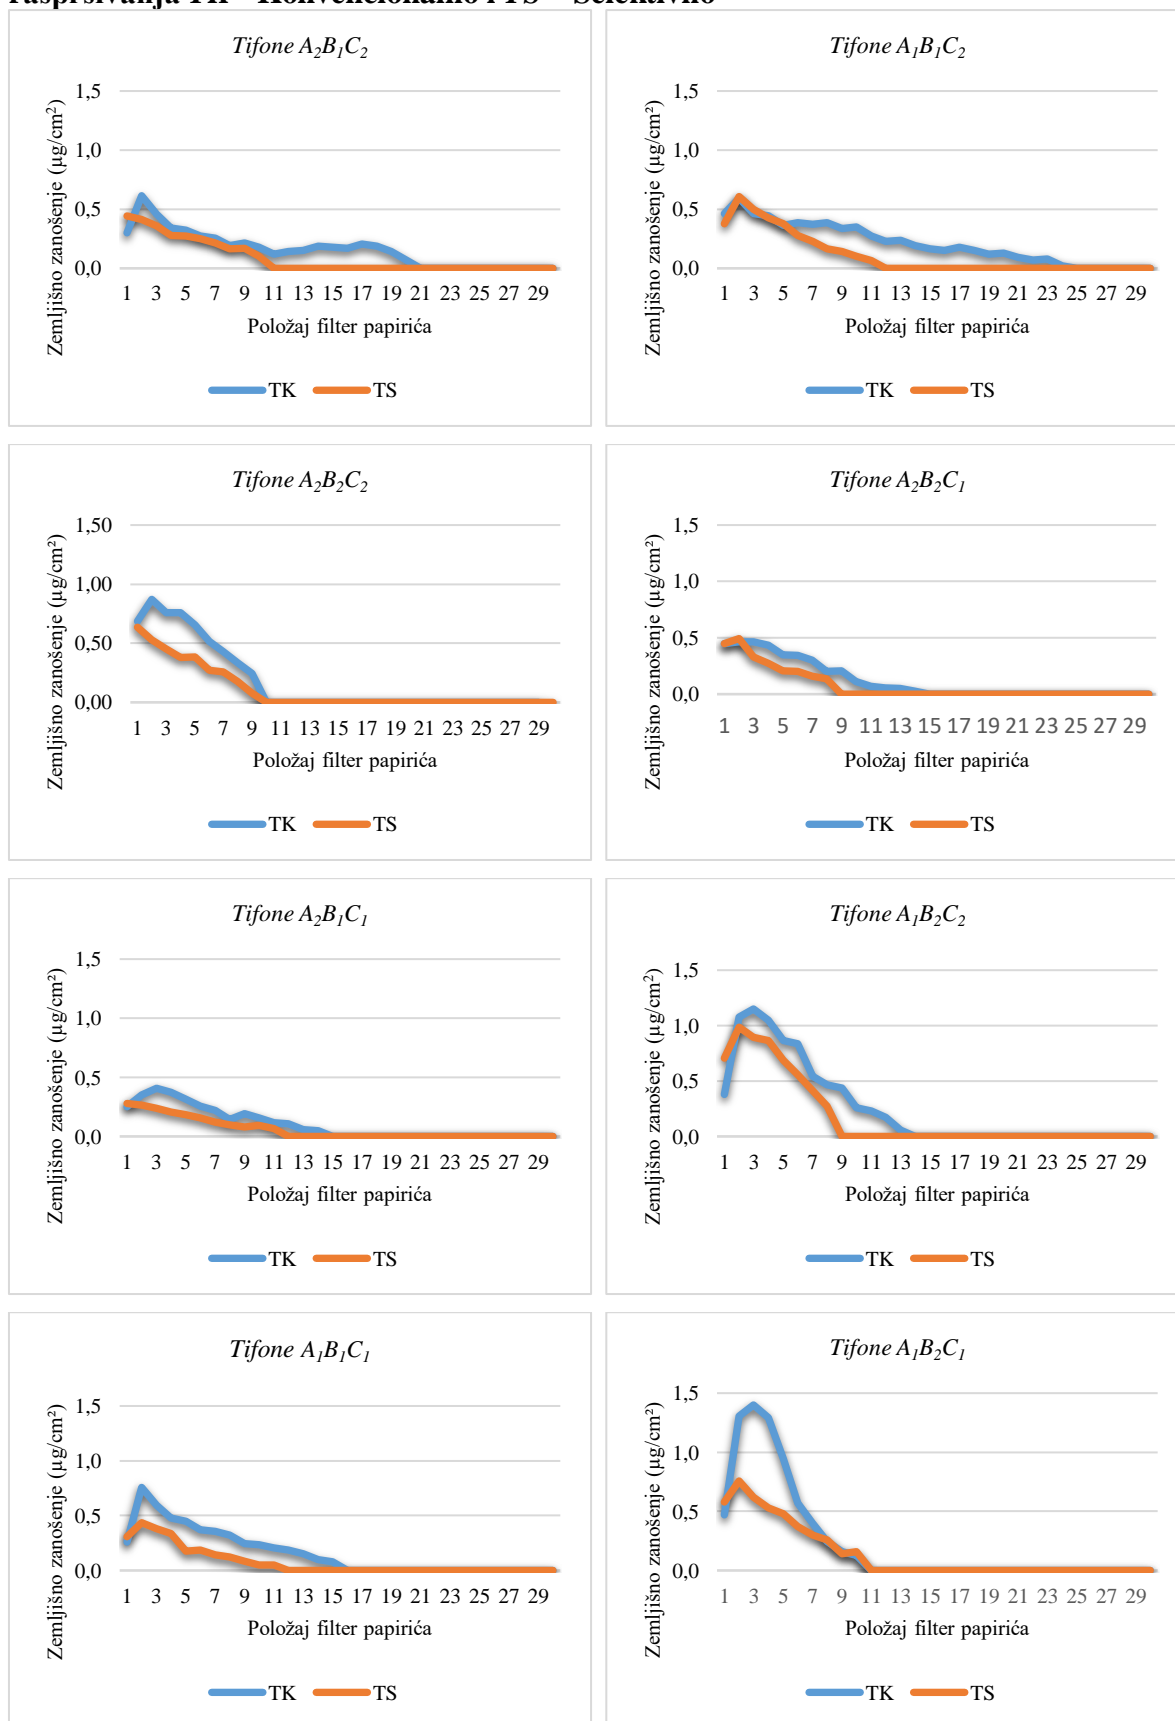 raspršivanja TK – Konvencionalno i TS – Selektivno
Tifone A₂B₁C₂
Zemljišno zanošenje (µg/cm²)
1,5
1,0
0,5
0,0
1 3 5 7 9 11 13 15 17 19 21 23 25 27 29
Položaj filter papirića
TK TS
Tifone A₁B₁C₂
Zemljišno zanošenje (µg/cm²)
1,5
1,0
0,5
0,0
1 3 5 7 9 11 13 15 17 19 21 23 25 27 29
Položaj filter papirića
TK TS
Tifone A₂B₂C₂
Zemljišno zanošenje (µg/cm²)
1,50
1,00
0,50
0,00
1 3 5 7 9 11 13 15 17 19 21 23 25 27 29
Položaj filter papirića
TK TS
Tifone A₂B₂C₁
Zemljišno zanošenje (µg/cm²)
1,5
1,0
0,5
0,0
1 3 5 7 9 11 13 15 17 19 21 23 25 27 29
Položaj filter papirića
TK TS
Tifone A₂B₁C₁
Zemljišno zanošenje (µg/cm²)
1,5
1,0
0,5
0,0
1 3 5 7 9 11 13 15 17 19 21 23 25 27 29
Položaj filter papirića
TK TS
Tifone A₁B₂C₂
Zemljišno zanošenje (µg/cm²)
1,5
1,0
0,5
0,0
1 3 5 7 9 11 13 15 17 19 21 23 25 27 29
Položaj filter papirića
TK TS
Tifone A₁B₁C₁
Zemljišno zanošenje (µg/cm²)
1,5
1,0
0,5
0,0
1 3 5 7 9 11 13 15 17 19 21 23 25 27 29
Položaj filter papirića
TK TS
Tifone A₁B₂C₁
Zemljišno zanošenje (µg/cm²)
1,5
1,0
0,5
0,0
1 3 5 7 9 11 13 15 17 19 21 23 25 27 29
Položaj filter papirića
TK TS